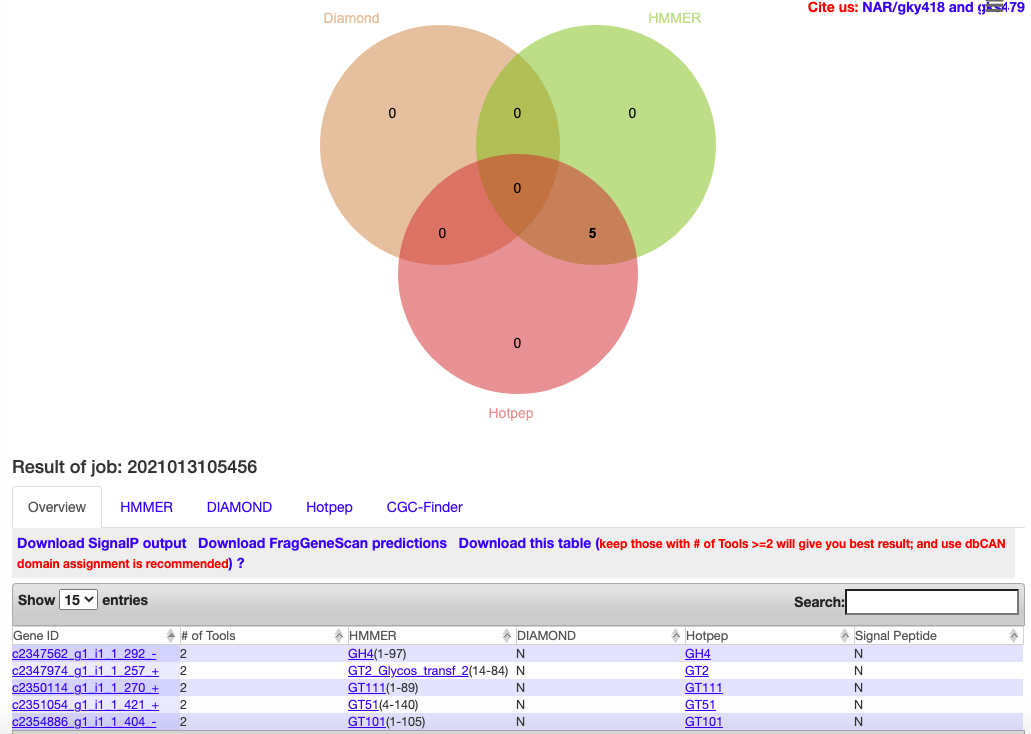 Cite us: NAR/gky418 and
Diamond
HMMER
0
0
0
0
0
5
0
Hotpep
Result of job: 2021013105456
Overview HMMER DIAMOND Hotpep CGC-Finder
Download SignalP output Download FragGeneScan predictions Download this table (keep those with # of Tools >=2 will give you best result; and use dbCAN
domain assignment is recommended) ?
Show 15 entries
Search:
Gene ID # of Tools HMMER DIAMOND Hotpep Signal Peptide
c2347562_g1_i1_1_292_- 2 GH4(1-97) N GH4 N
c2347974_g1_i1_1_257_+ 2 GT2_Glycos_transf_2(14-84) N GT2 N
c2350114_g1_i1_1_270_+ 2 GT111(1-89) N GT111 N
c2351054_g1_i1_1_421_+ 2 GT51(4-140) N GT51 N
c2354886_g1_i1_1_404_- 2 GT101(1-105) N GT101 N